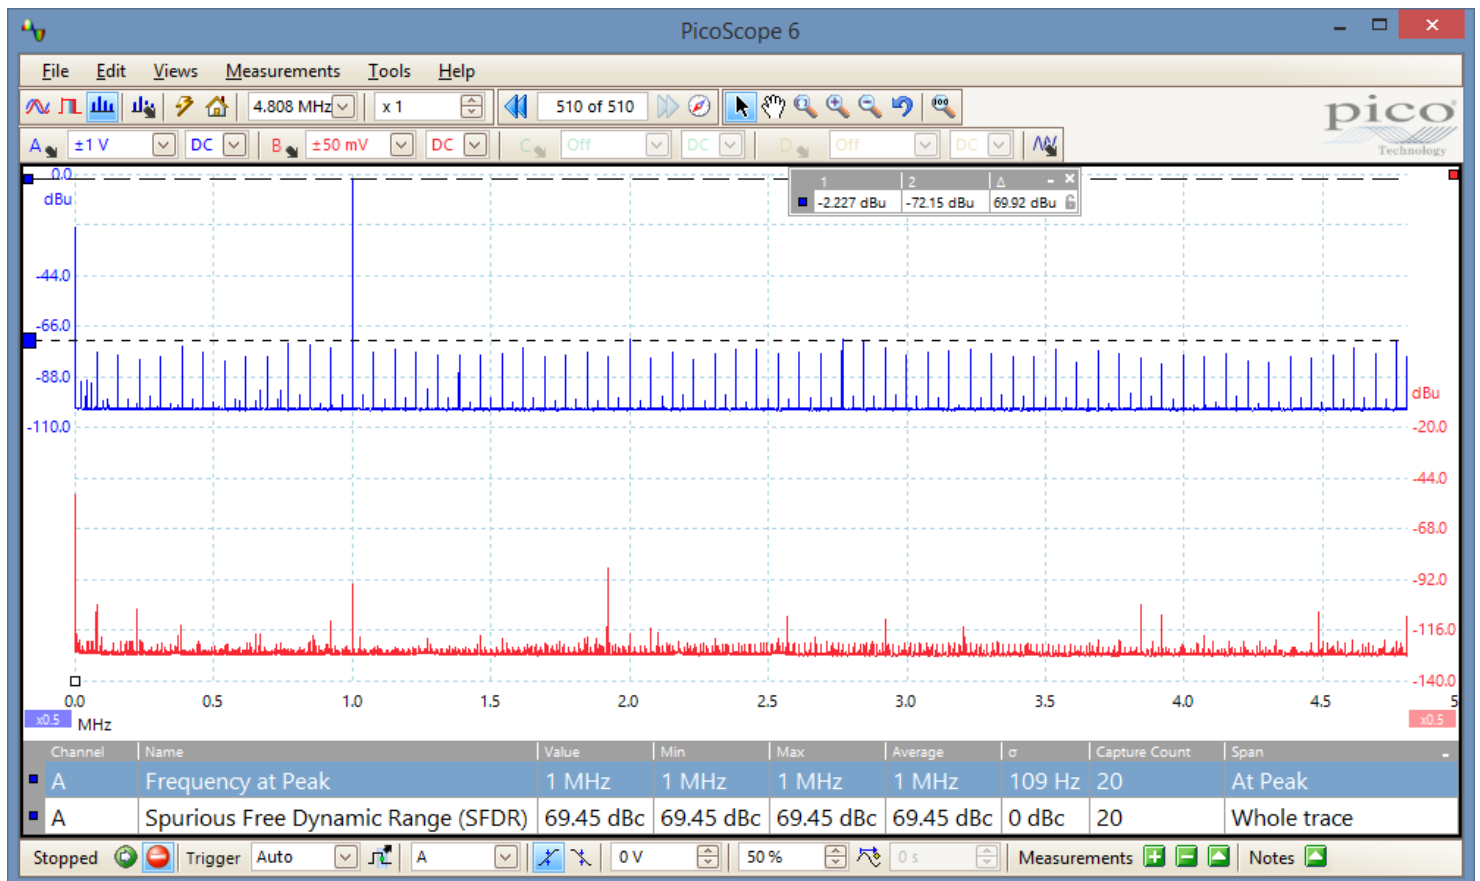 PicoScope 6
File Edit Views Measurements Tools Help
4.808 MHz x 1 510 of 510
pico
Technology
A ±1 V DC B ±50 mV DC C Off DC D Off DC
0.0
dBu
1 2 Δ
-2.227 dBu -72.15 dBu 69.92 dBu
-44.0
-66.0
-88.0
dBu
-110.0 -20.0
-44.0
-68.0
-92.0
-116.0
-140.0
0.0 0.5 1.0 1.5 2.0 2.5 3.0 3.5 4.0 4.5 5
x0.5 MHz x0.5
Channel Name Value Min Max Average σ Capture Count Span
A Frequency at Peak 1 MHz 1 MHz 1 MHz 1 MHz 109 Hz 20 At Peak
A Spurious Free Dynamic Range (SFDR) 69.45 dBc 69.45 dBc 69.45 dBc 69.45 dBc 0 dBc 20 Whole trace
Stopped Trigger Auto A 0 V 50 % 0 s Measurements Notes